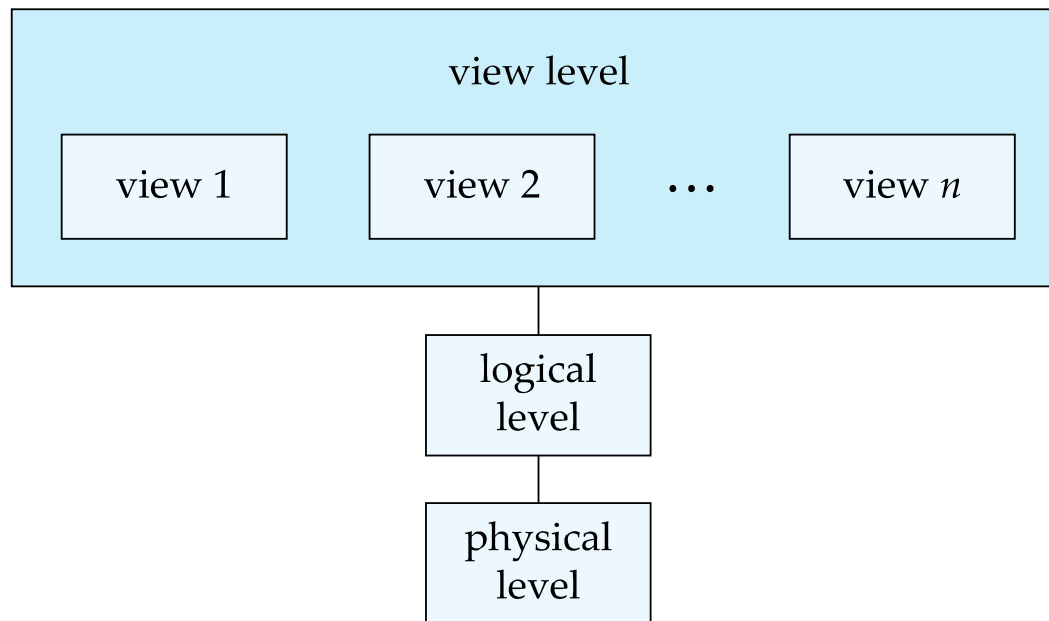 view level
view 1
view 2
...
view n
logical
level
physical
level